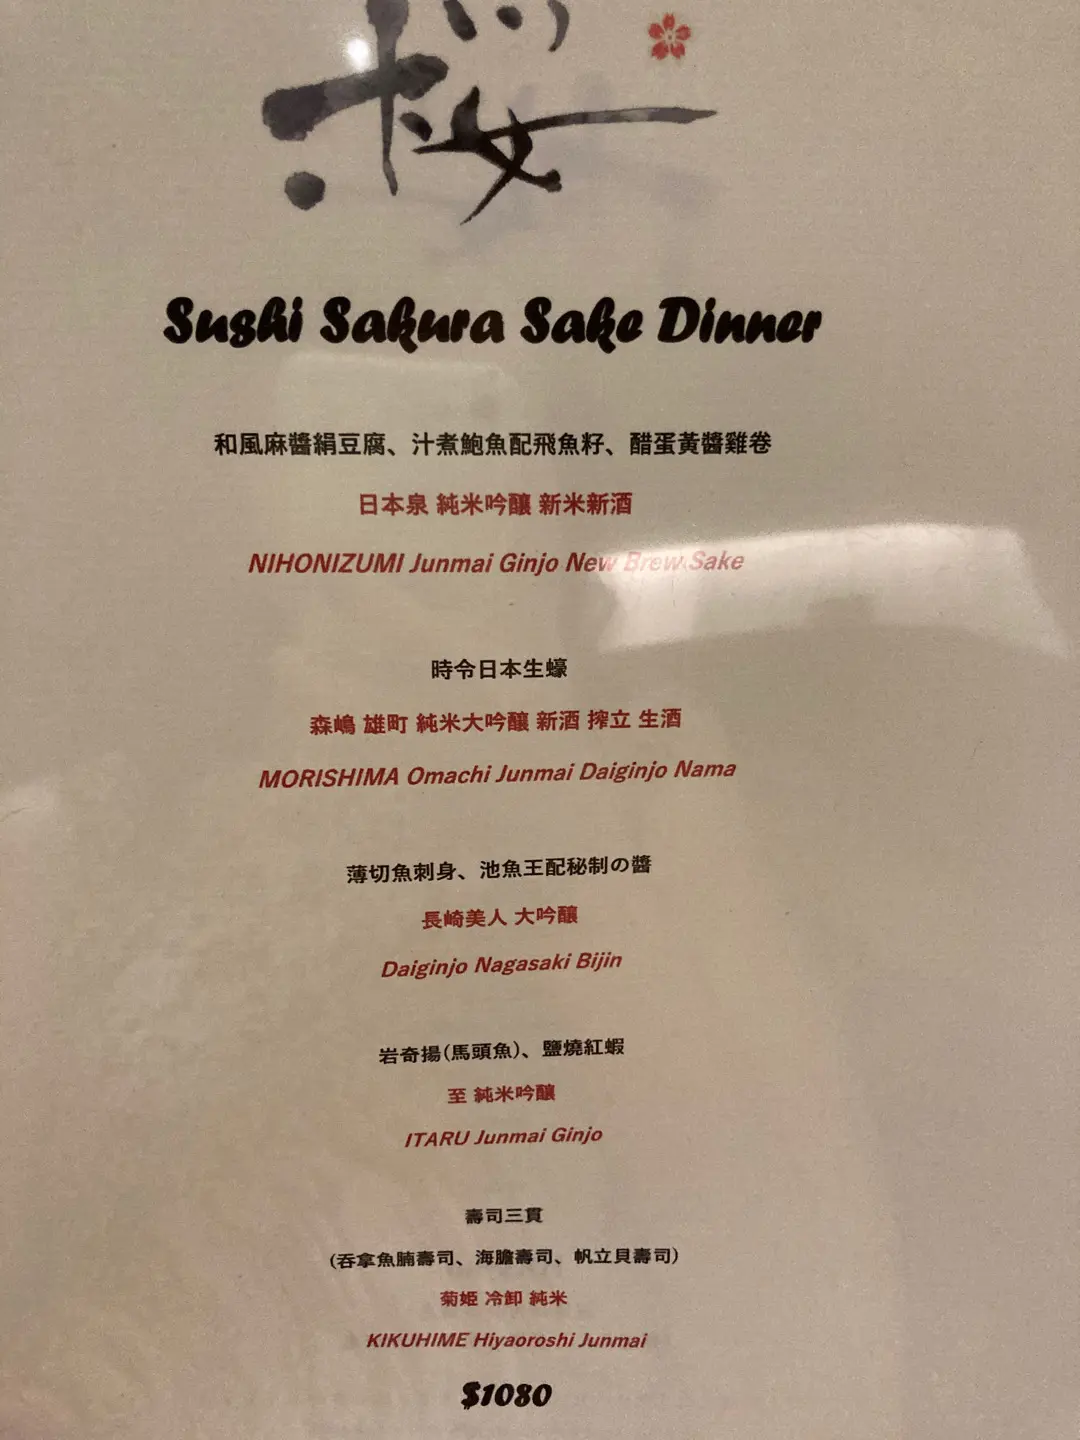 桜
Sushi Sakura Sake Dinner
和風麻醬絹豆腐、汁煮鮑魚配飛魚籽、醋蛋黃醬雞卷
日本泉 純米吟釀 新米新酒
NIHONIZUMI Junmai Ginjo New Brew Sake
時令日本生蠔
森嶋 雄町 純米大吟釀 新酒 搾立 生酒
MORISHIMA Omachi Junmai Daiginjo Nama
薄切魚刺身、池魚王配秘制の醬
長崎美人 大吟釀
Daiginjo Nagasaki Bijin
岩奇揚(馬頭魚)、鹽燒紅蝦
至 純米吟釀
ITARU Junmai Ginjo
壽司三貫
(吞拿魚腩壽司、海膽壽司、帆立貝壽司)
菊姫 冷卸 純米
KIKUHIME Hiyaoroshi Junmai
$1080